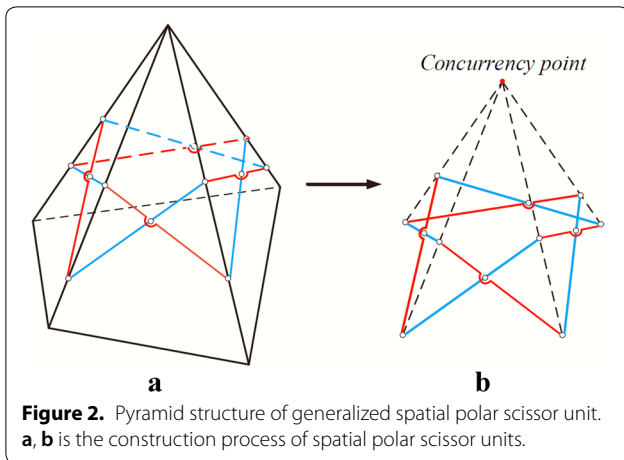 Concurrency point
a
b
Figure 2. Pyramid structure of generalized spatial polar scissor unit.
a, b is the construction process of spatial polar scissor units.